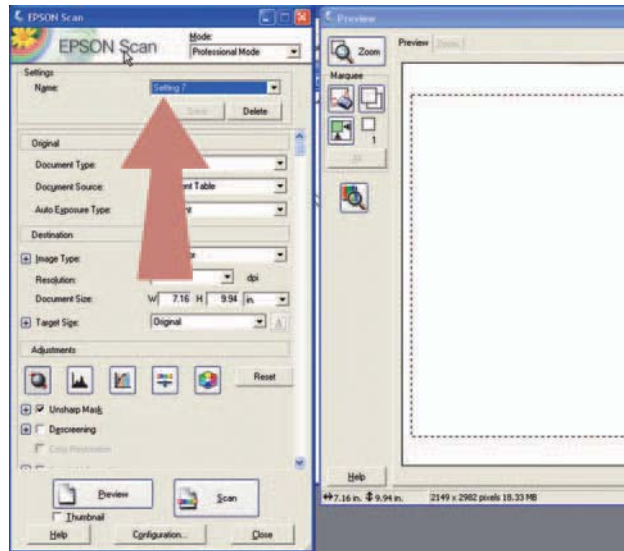 EPSON Scan
EPSON Scan
Mode:
Professional Mode
Settings
Name:
Setting 7
Save
Delete
Original
Document Type:
Document Source:
Table
Auto Exposure Type:
Destination
Image Type:
Resolution:
dpi
Document Size:
W 7.16 H 9.94 in.
Target Size:
Original
Adjustments
Reset
Unsharp Mask
Descreening
Color Restoration
Preview
Scan
Thumbnail
Help
Configuration...
Close
Preview
Zoom
Preview
Zoom
Marquee
1
All
Help
7.16 in. 9.94 in.
2149 x 2982 pixels 18.33 MB